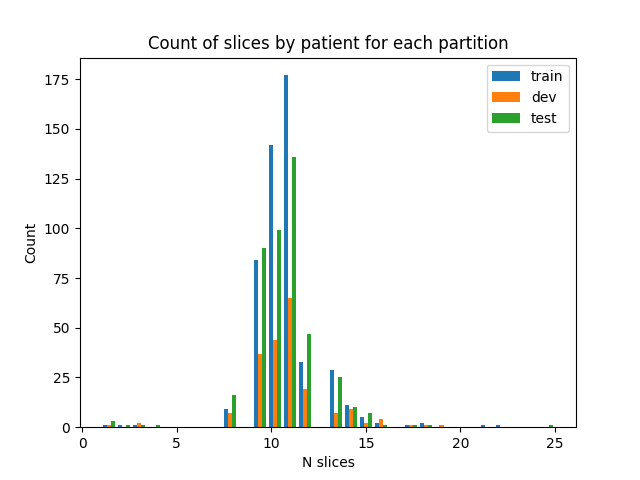 Count of slices by patient for each partition
train
dev
test
175
150
125
100
75
50
25
0
Count
0 5 10 15 20 25
N slices